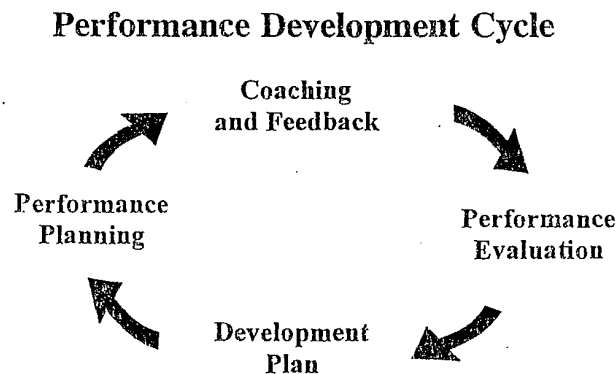 Performance Development Cycle
Coaching
and Feedback
Performance
Evaluation
Development
Plan
Performance
Planning